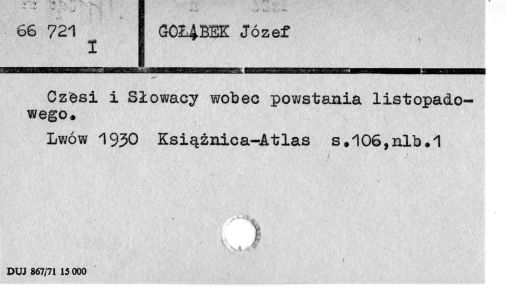 66 721
I
GOŁĄBEK Józef
Czesi i Słowacy wobec powstania listopado-
wego.
Lwów 1930 Książnica-Atlas s.106,nlb.1
DUJ 867/71 15 000